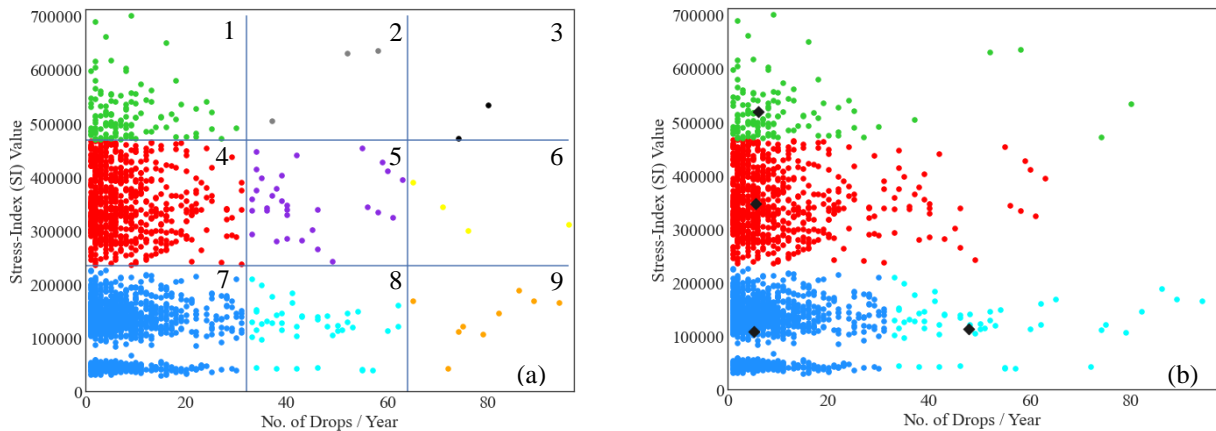 700000
600000
500000
400000
300000
200000
100000
0
Stress-Index (SI) Value
1 2 3
4 5 6
7 8 9
(a)
0 20 40 60 80
No. of Drops / Year
700000
600000
500000
400000
300000
200000
100000
0
Stress-Index (SI) Value
(b)
0 20 40 60 80
No. of Drops / Year